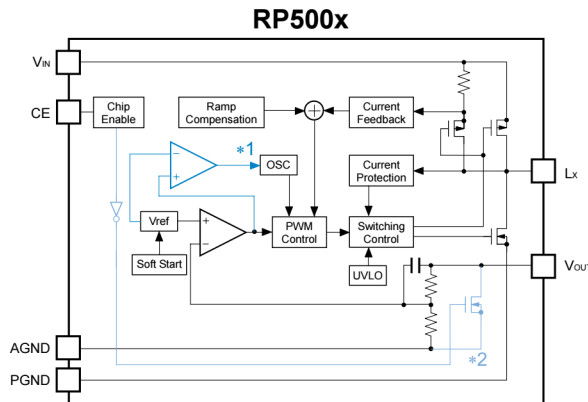 RP500x
VIN
CE
Chip
Enable
Ramp
Compensation
Current
Feedback
*1
OSC
Current
Protection
LX
Vref
PWM
Control
Switching
Control
Soft Start
UVLO
VOUT
AGND
*2
PGND